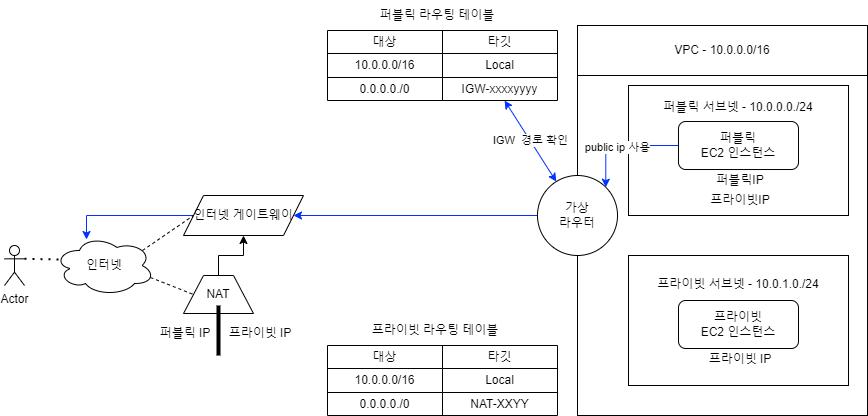 퍼블릭 라우팅 테이블
대상 타깃
10.0.0.0/16 Local
0.0.0.0./0 IGW-xxxxyyyy
VPC - 10.0.0.0/16
퍼블릭 서브넷 - 10.0.0.0./24
퍼블릭
EC2 인스턴스
퍼블릭IP
프라이빗IP
IGW 경로 확인
public ip 사용
가상
라우터
인터넷 게이트웨이
인터넷
Actor
NAT
퍼블릭 IP
프라이빗 IP
프라이빗 서브넷 - 10.0.1.0./24
프라이빗
EC2 인스턴스
프라이빗 IP
프라이빗 라우팅 테이블
대상 타깃
10.0.0.0/16 Local
0.0.0.0./0 NAT-XXYY